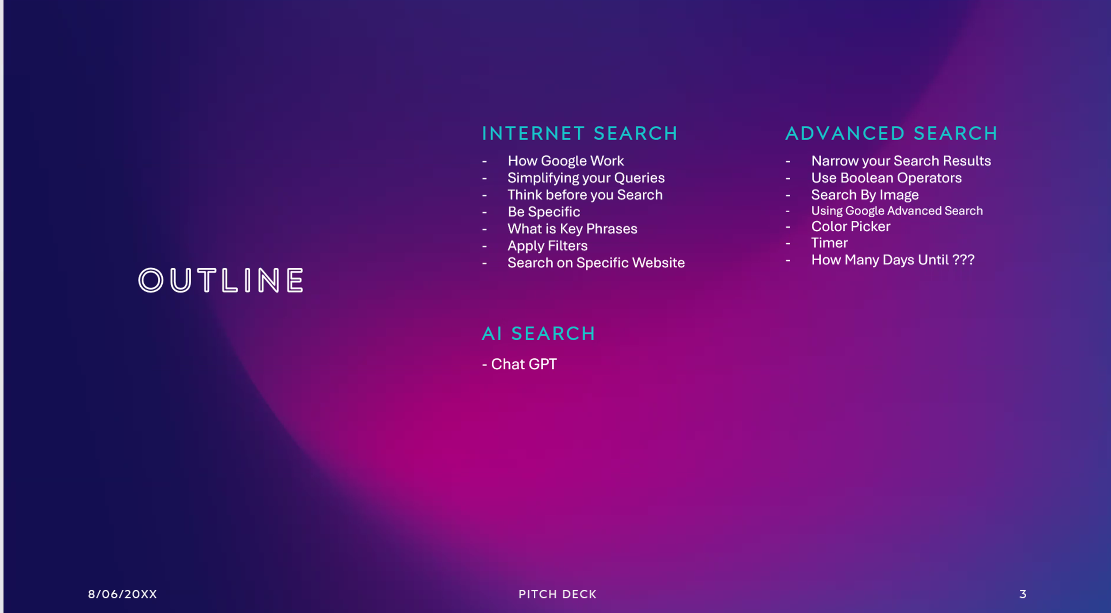 OUTLINE
INTERNET SEARCH
- How Google Work
- Simplifying your Queries
- Think before you Search
- Be Specific
- What is Key Phrases
- Apply Filters
- Search on Specific Website
ADVANCED SEARCH
- Narrow your Search Results
- Use Boolean Operators
- Search By Image
- Using Google Advanced Search
- Color Picker
- Timer
- How Many Days Until ???
AI SEARCH
- Chat GPT
8/06/20XX
PITCH DECK
3